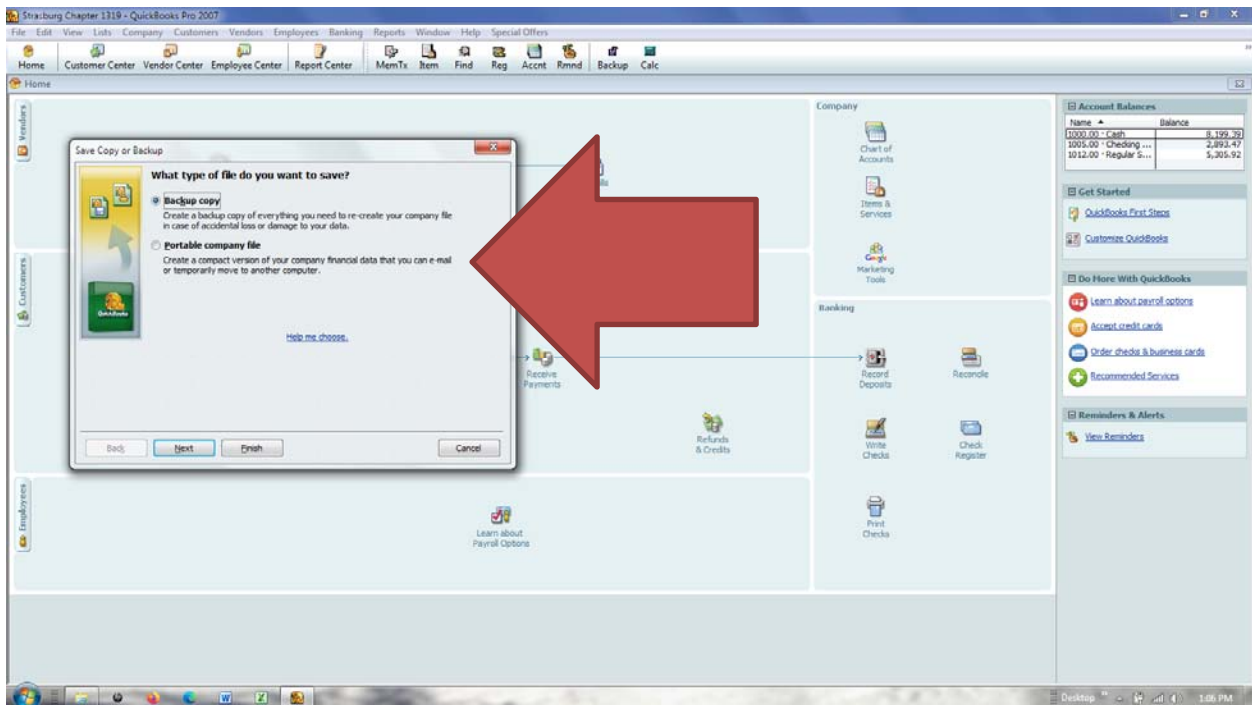 Strasburg Chapter 1319 - QuickBooks Pro 2007
File Edit View Lists Company Customers Vendors Employees Banking Reports Window Help Special Offers
Home Customer Center Vendor Center Employee Center Report Center MemTx Item Find Reg Accnt Rmnd Backup Calc
Home
Vendors
Save Copy or Backup
What type of file do you want to save?
Backup copy
Create a backup copy of everything you need to re-create your company file
in case of accidental loss or damage to your data.
Portable company file
Create a compact version of your company financial data that you can e-mail
or temporarily move to another computer.
QuickBooks
Help me choose.
Back Next Finish Cancel
Customers
Receive
Payments
Refunds
& Credits
Employees
Learn about
Payroll Options
Company
Chart of
Accounts
Items &
Services
Google
Marketing
Tools
Banking
Record
Deposits
Reconcile
Write
Checks
Check
Register
Print
Checks
Account Balances
Name Balance
1000.00 · Cash 8,199.39
1005.00 · Checking ... 2,893.47
1012.00 · Regular S... 5,305.92
Get Started
QuickBooks First Steps
Customize QuickBooks
Do More With QuickBooks
Learn about payroll options
Accept credit cards
Order checks & business cards
Recommended Services
Reminders & Alerts
View Reminders
Desktop 1:06 PM